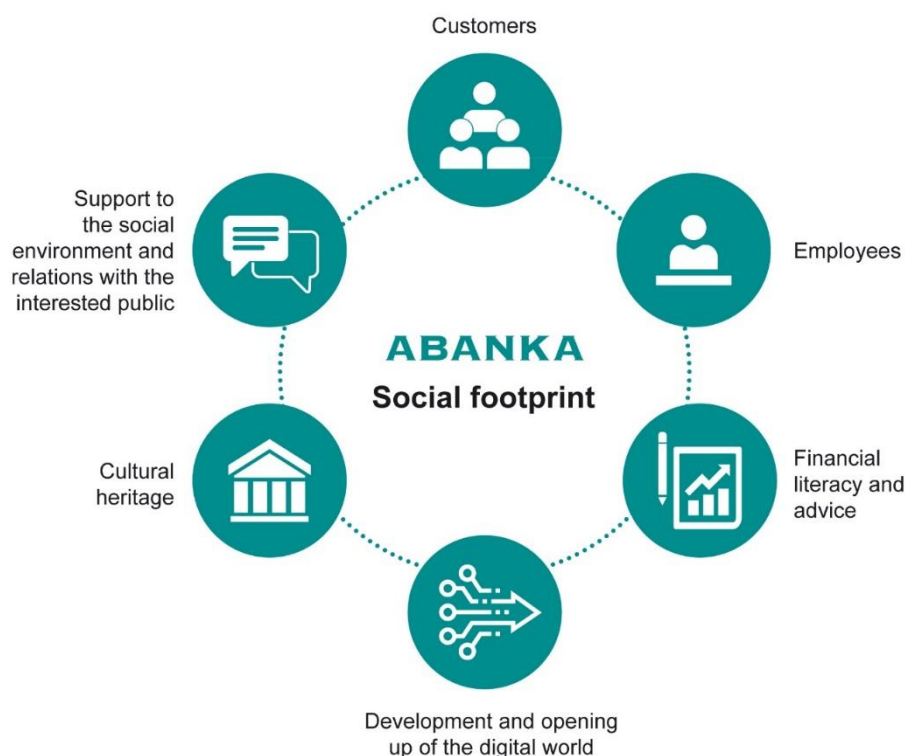 Customers
Support to
the social
environment and
relations with the
interested public
Employees
ABANKA
Social footprint
Cultural
heritage
Financial
literacy and
advice
Development and opening
up of the digital world